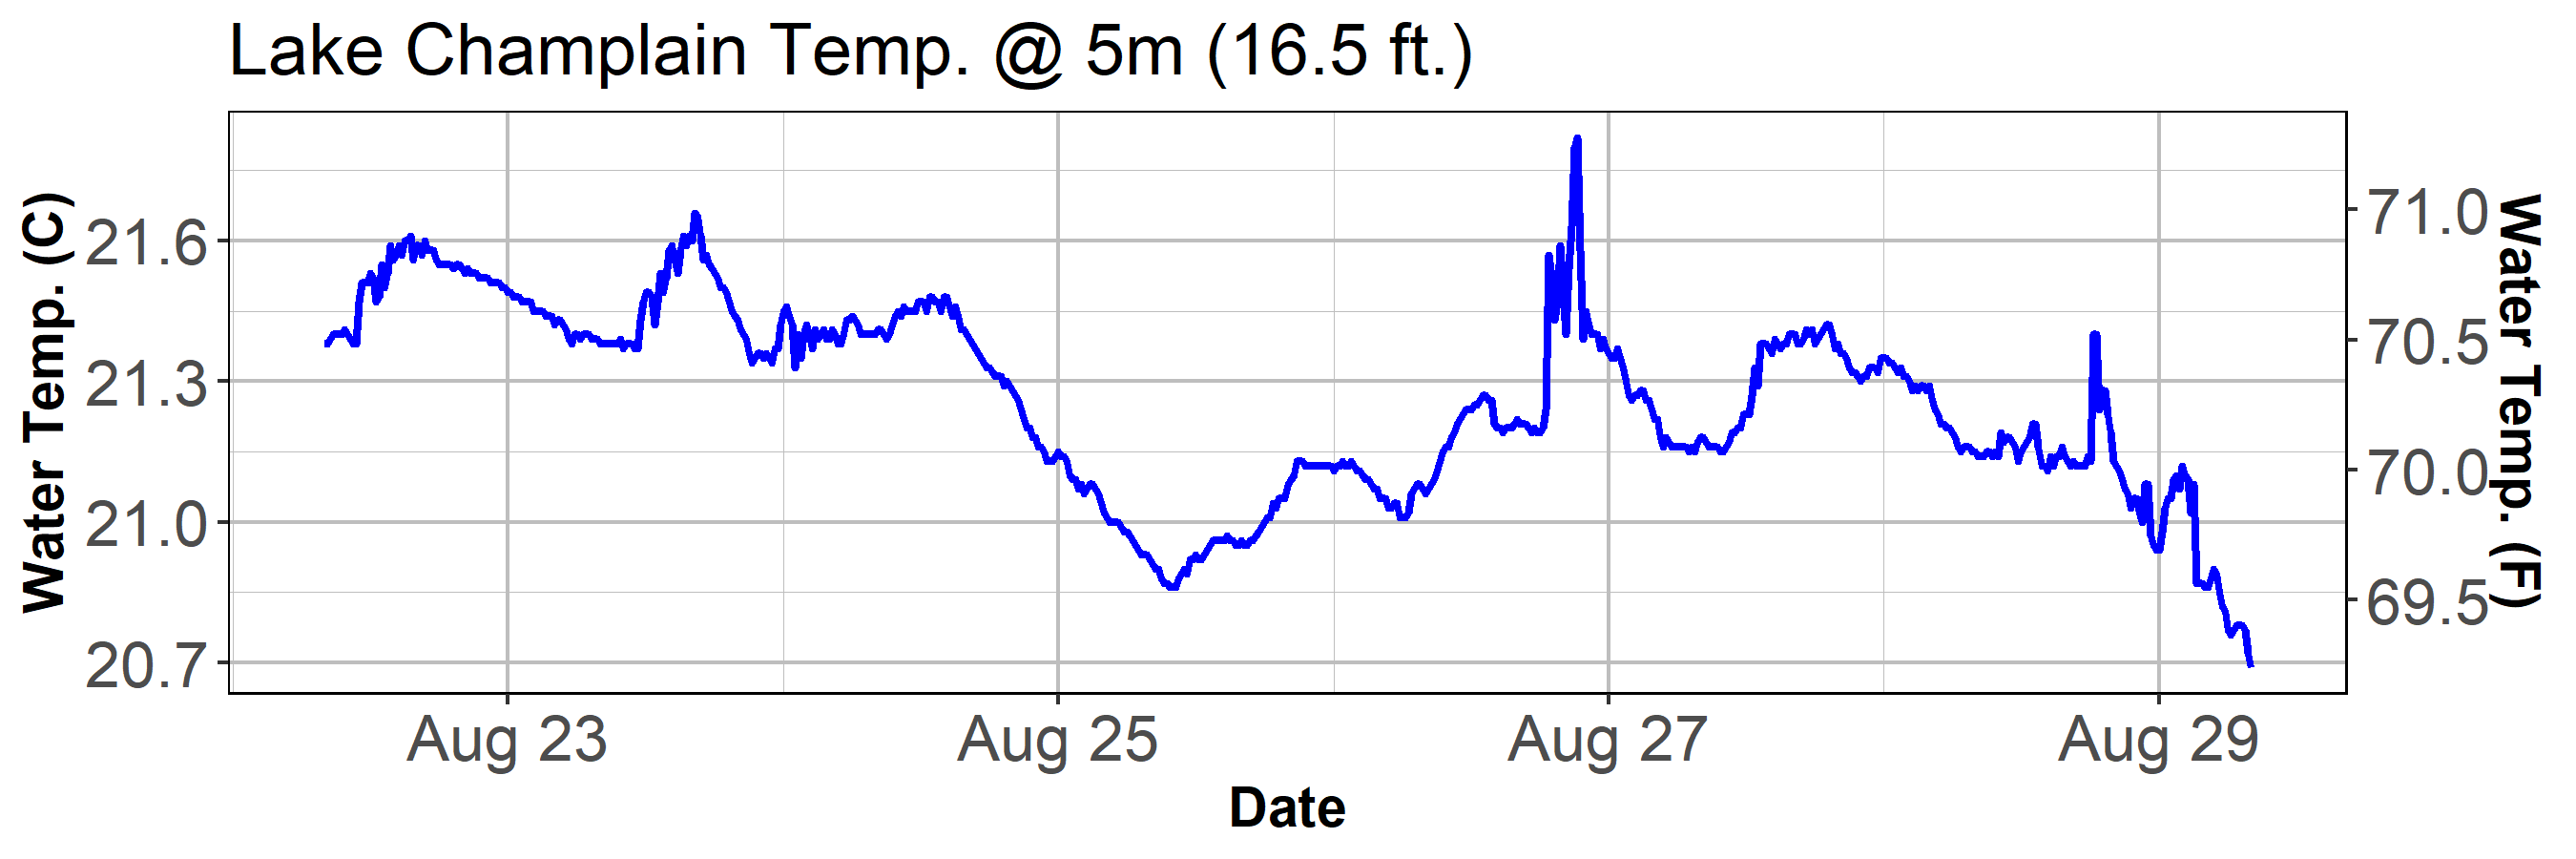 Lake Champlain Temp. @ 5m (16.5 ft.)
Water Temp. (C)
21.6
21.3
21.0
20.7
71.0
70.5
70.0
69.5
Water Temp. (F)
Aug 23
Aug 25
Aug 27
Aug 29
Date